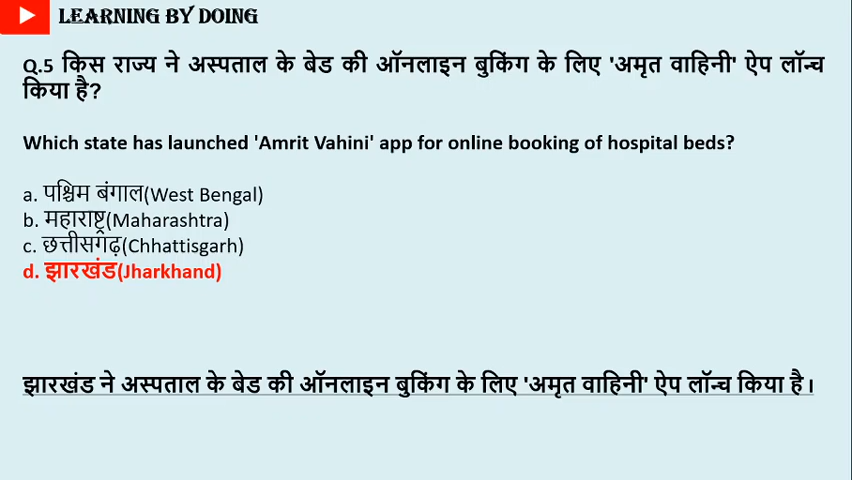 LEARNING BY DOING
Q.5 किस राज्य ने अस्पताल के बेड की ऑनलाइन बुकिंग के लिए 'अमृत वाहिनी' ऐप लॉन्च
किया है?
Which state has launched 'Amrit Vahini' app for online booking of hospital beds?
a. पश्चिम बंगाल(West Bengal)
b. महाराष्ट्र(Maharashtra)
c. छत्तीसगढ़(Chhattisgarh)
d. झारखंड(Jharkhand)
झारखंड ने अस्पताल के बेड की ऑनलाइन बुकिंग के लिए 'अमृत वाहिनी' ऐप लॉन्च किया है।